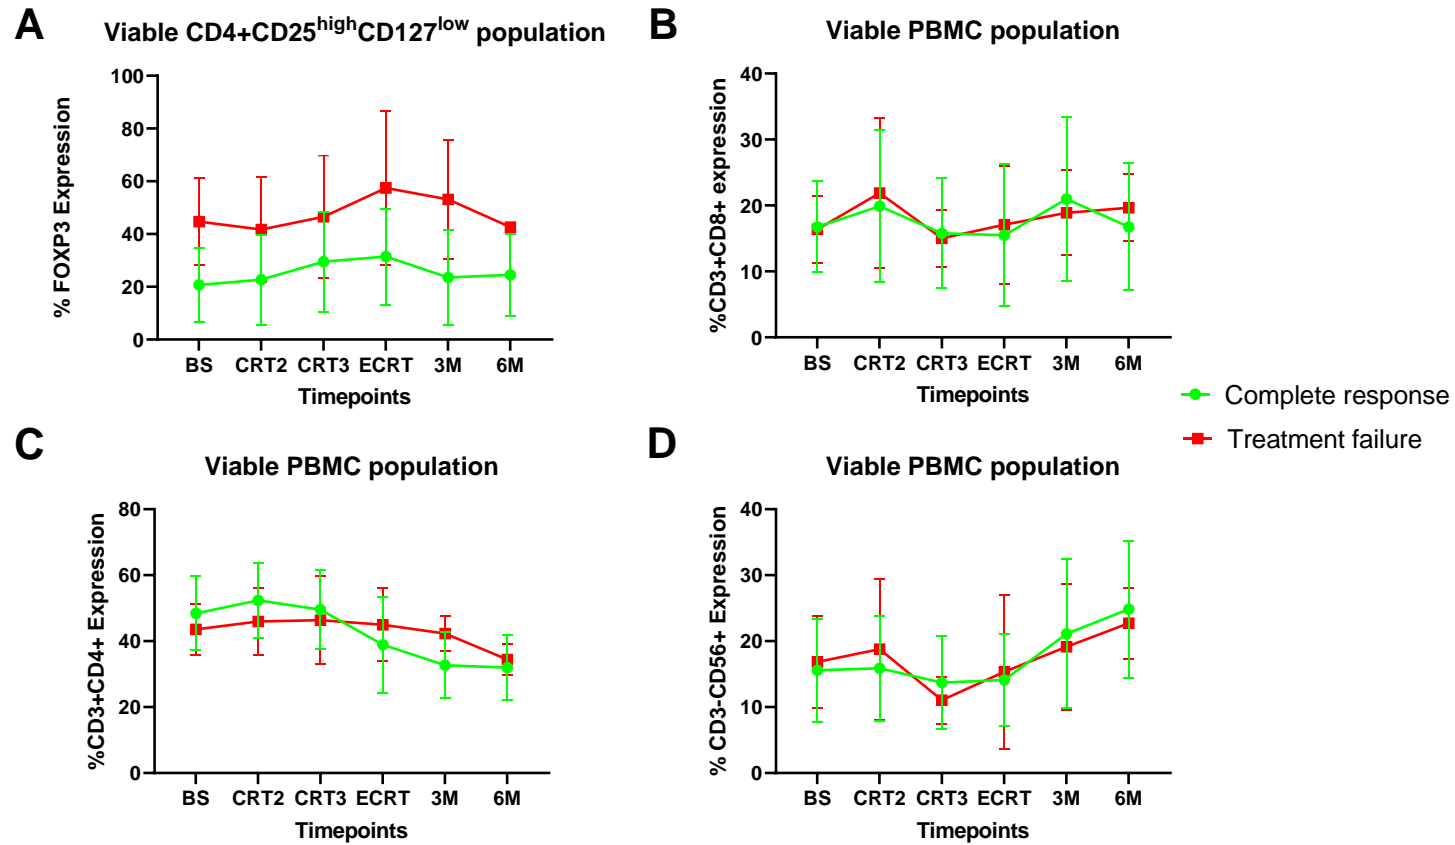 A
Viable CD4+CD25highCD127low population
% FOXP3 Expression
100
80
60
40
20
0
BS CRT2 CRT3 ECRT 3M 6M
Timepoints
B
Viable PBMC population
%CD3+CD8+ expression
40
30
20
10
0
BS CRT2 CRT3 ECRT 3M 6M
Timepoints
Complete response
Treatment failure
C
Viable PBMC population
%CD3+CD4+ Expression
80
60
40
20
0
BS CRT2 CRT3 ECRT 3M 6M
Timepoints
D
Viable PBMC population
% CD3-CD56+ Expression
40
30
20
10
0
BS CRT2 CRT3 ECRT 3M 6M
Timepoints